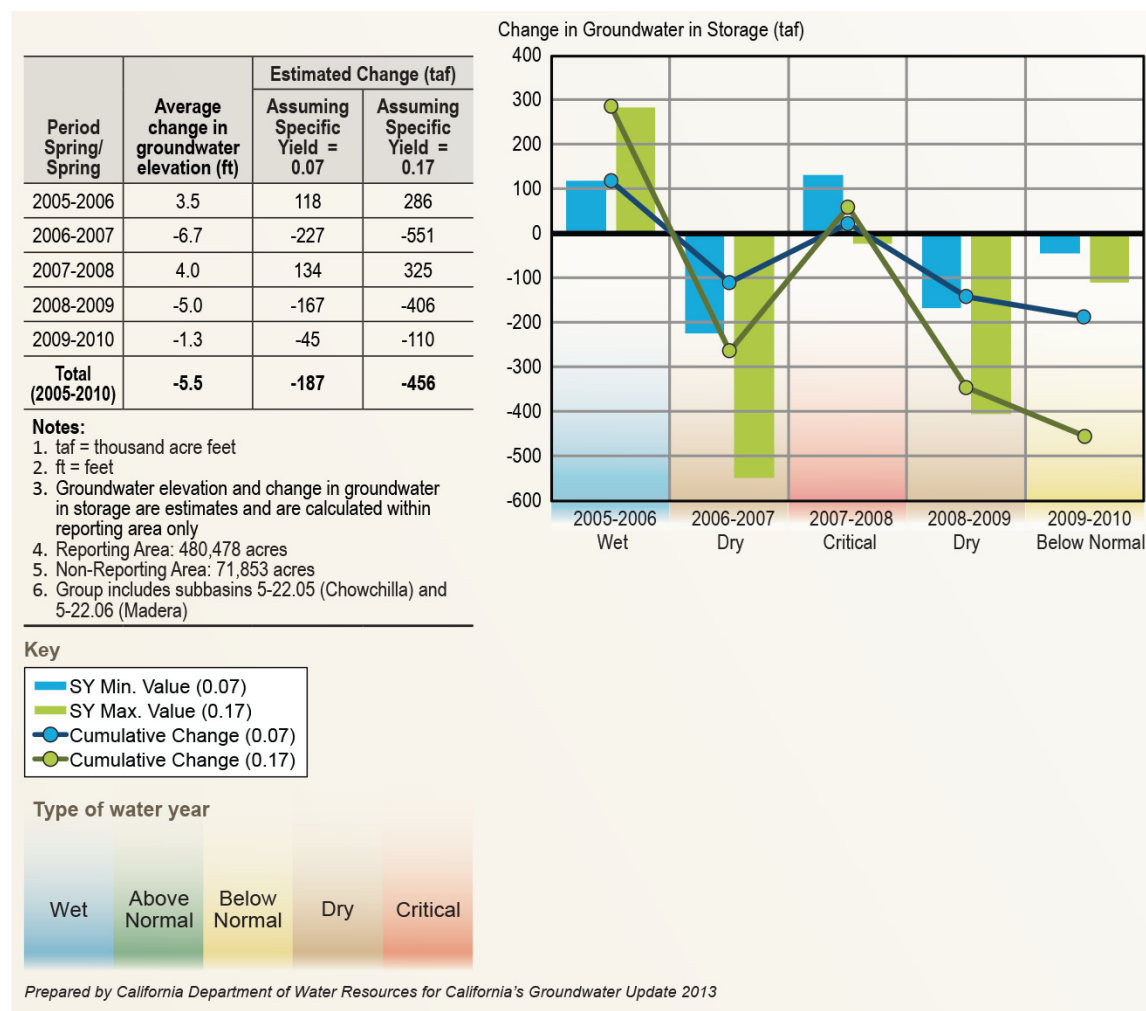 Change in Groundwater in Storage (taf)
Period
Spring/
Spring
Average
change in
groundwater
elevation (ft)
Estimated Change (taf)
Assuming
Specific
Yield =
0.07
Assuming
Specific
Yield =
0.17
2005-2006 3.5 118 286
2006-2007 -6.7 -227 -551
2007-2008 4.0 134 325
2008-2009 -5.0 -167 -406
2009-2010 -1.3 -45 -110
Total
(2005-2010) -5.5 -187 -456
Notes:
1. taf = thousand acre feet
2. ft = feet
3. Groundwater elevation and change in groundwater
in storage are estimates and are calculated within
reporting area only
4. Reporting Area: 480,478 acres
5. Non-Reporting Area: 71,853 acres
6. Group includes subbasins 5-22.05 (Chowchilla) and
5-22.06 (Madera)
400
300
200
100
0
-100
-200
-300
-400
-500
-600
2005-2006 2006-2007 2007-2008 2008-2009 2009-2010
Wet Dry Critical Dry Below Normal
Key
SY Min. Value (0.07)
SY Max. Value (0.17)
Cumulative Change (0.07)
Cumulative Change (0.17)
Type of water year
Wet
Above
Normal
Below
Normal
Dry
Critical
Prepared by California Department of Water Resources for California's Groundwater Update 2013